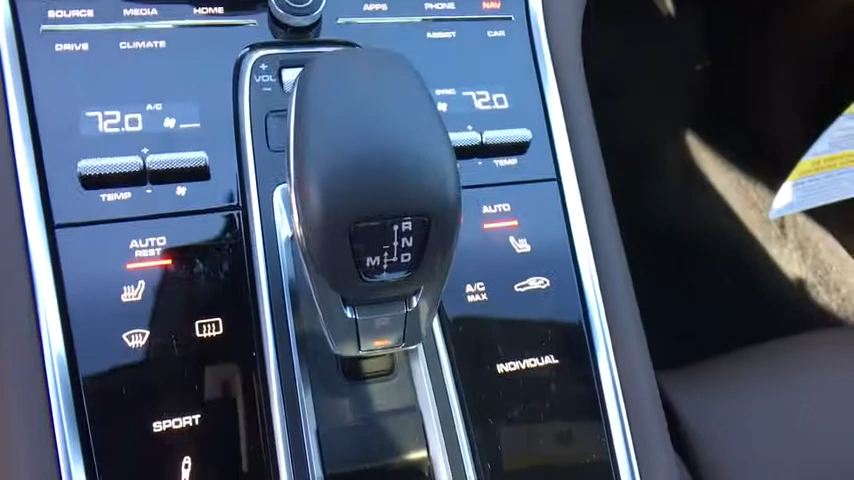 SOURCE MEDIA HOME APPS PHONE NAV
DRIVE CLIMATE ASSIST CAR
VOL
72.0 A/C
SYNC 72.0
TEMP
TEMP
AUTO
REST
AUTO
R
N
M D
A/C
MAX
INDIVIDUAL
SPORT